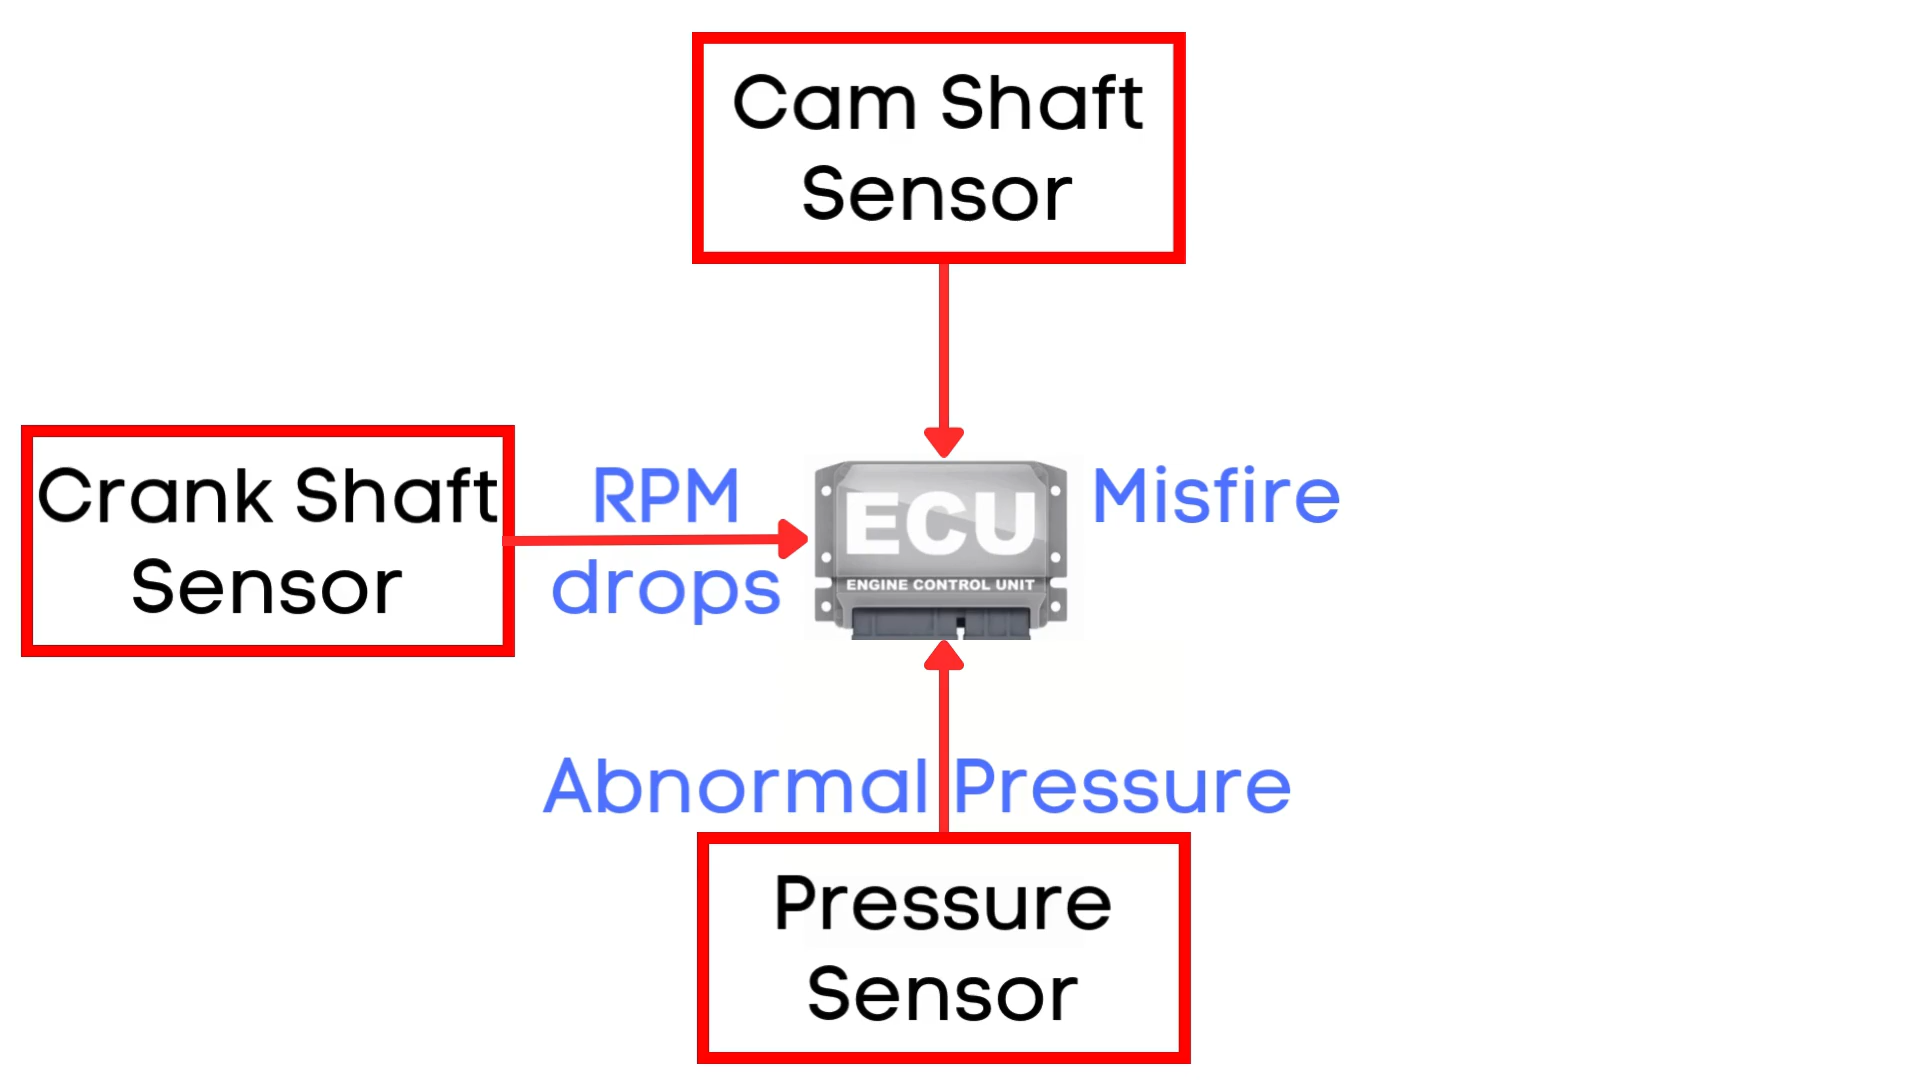 Cam Shaft
Sensor
Crank Shaft
Sensor
RPM
drops
ECU
ENGINE CONTROL UNIT
Misfire
Abnormal Pressure
Pressure
Sensor